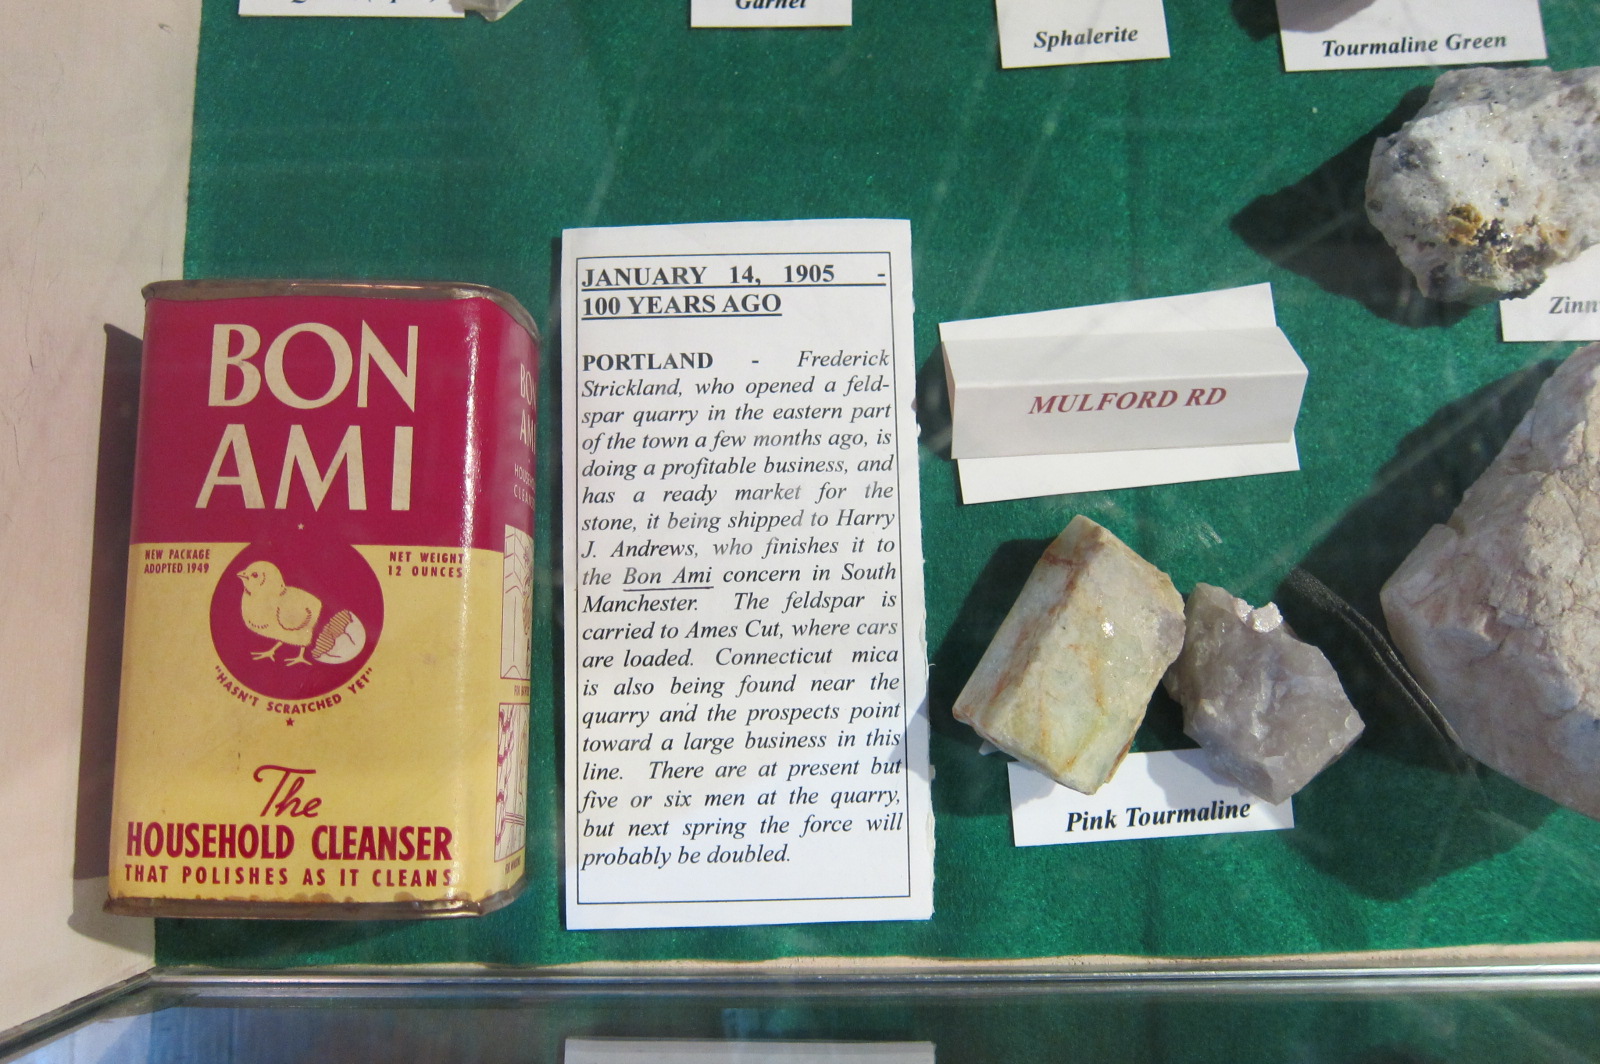 Garnet
Sphalerite
Tourmaline Green
BON
AMI
NEW PACKAGE
ADOPTED 1949
NET WEIGHT
12 OUNCES
"HASN'T SCRATCHED YET"
The
HOUSEHOLD CLEANSER
THAT POLISHES AS IT CLEANS
BON
AMI
JANUARY 14, 1905 -
100 YEARS AGO
PORTLAND - Frederick
Strickland, who opened a feld-
spar quarry in the eastern part
of the town a few months ago, is
doing a profitable business, and
has a ready market for the
stone, it being shipped to Harry
J. Andrews, who finishes it to
the Bon Ami concern in South
Manchester. The feldspar is
carried to Ames Cut, where cars
are loaded. Connecticut mica
is also being found near the
quarry and the prospects point
toward a large business in this
line. There are at present but
five or six men at the quarry,
but next spring the force will
probably be doubled.
MULFORD RD
Zinn
Pink Tourmaline